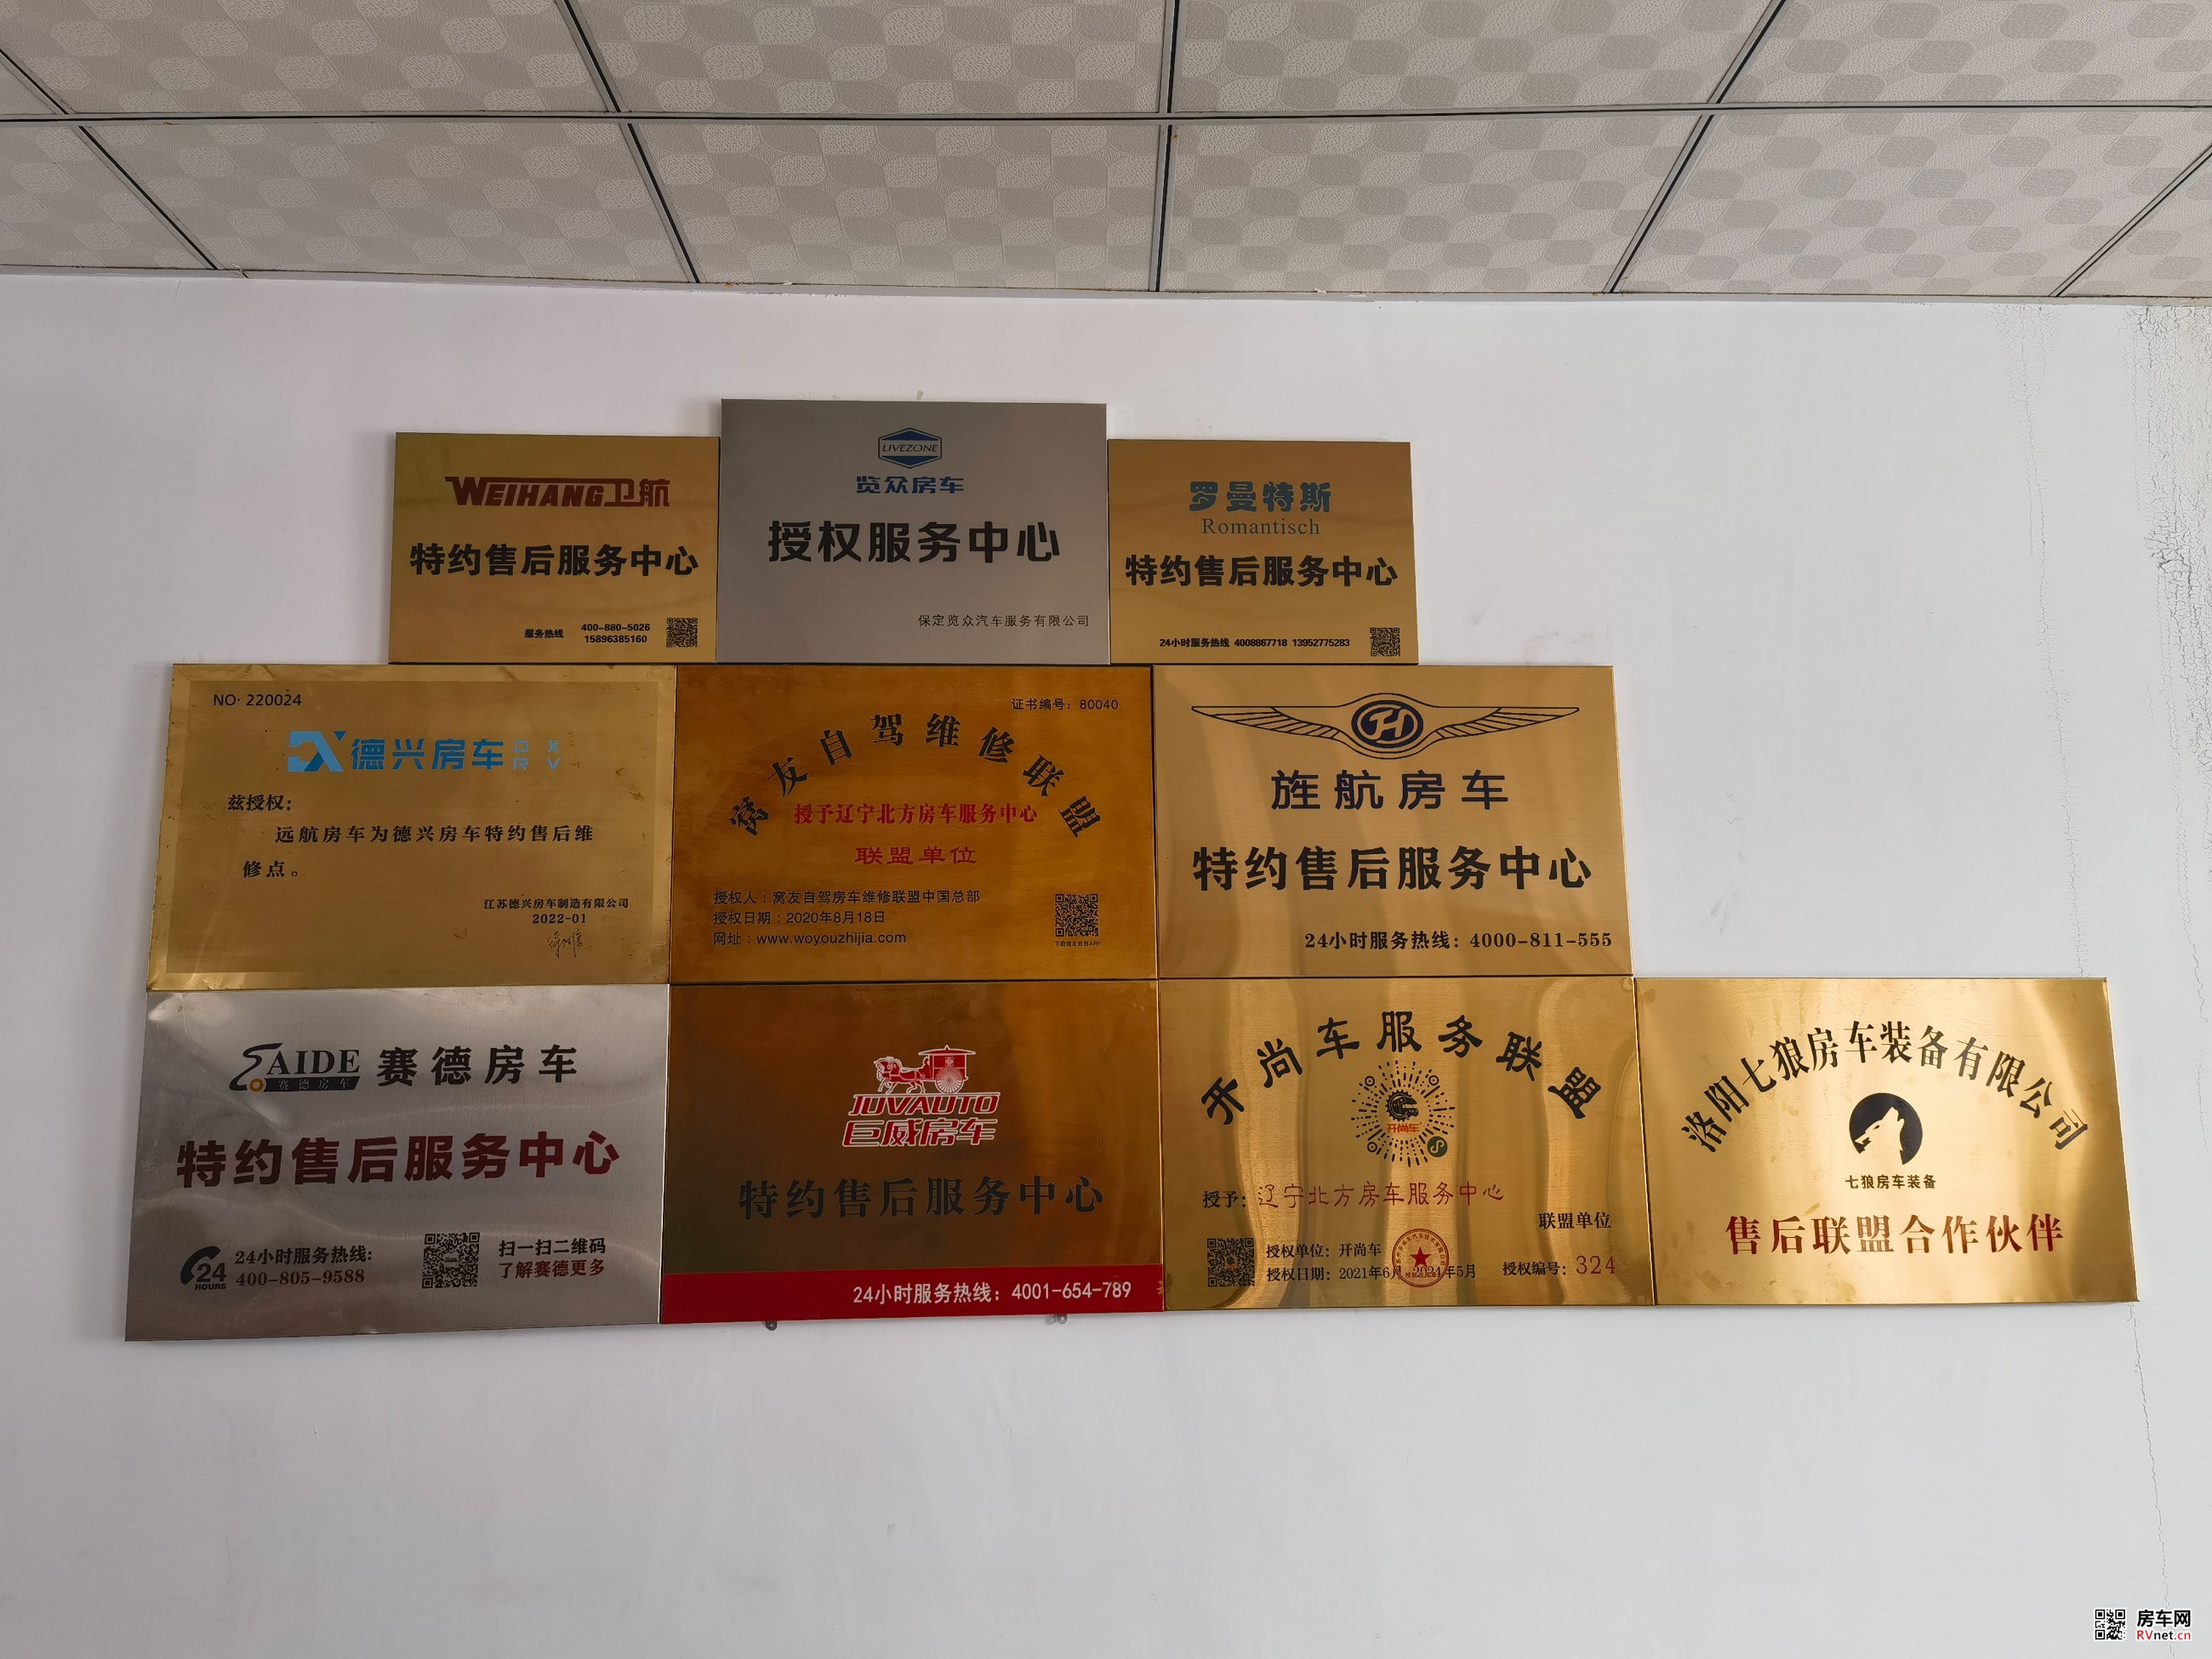 WEIHANG卫航
特约售后服务中心
服务热线 400-880-5026
15896385160
LIVEZONE
览众房车
授权服务中心
保定览众汽车服务有限公司
罗曼特斯
Romantisch
特约售后服务中心
24小时服务热线 4008867718 13952775283
NO· 220024
德兴房车 DX
RV
兹授权：
远航房车为德兴房车特约售后维
修点。
江苏德兴房车制造有限公司
2022-01
证书编号：80040
窝友自驾维修联盟
授予辽宁北方房车服务中心
联盟单位
授权人：窝友自驾房车维修联盟中国总部
授权日期：2020年8月18日
网址：www.woyouzhijia.com
下载窝友自驾APP
旌航房车
特约售后服务中心
24小时服务热线：4000-811-555
SAIDE 赛德房车
赛德房车
特约售后服务中心
24
HOURS
24小时服务热线:
400-805-9588
扫一扫二维码
了解赛德更多
JUVAUTO
巨威房车
特约售后服务中心
24小时服务热线：4001-654-789
开尚车服务联盟
开尚车
授予：辽宁北方房车服务中心
联盟单位
授权单位：开尚车
授权日期：2021年6月-2024年5月
授权编号：324
洛阳七狼房车装备有限公司
七狼房车装备
售后联盟合作伙伴
房车网
RVnet.cn